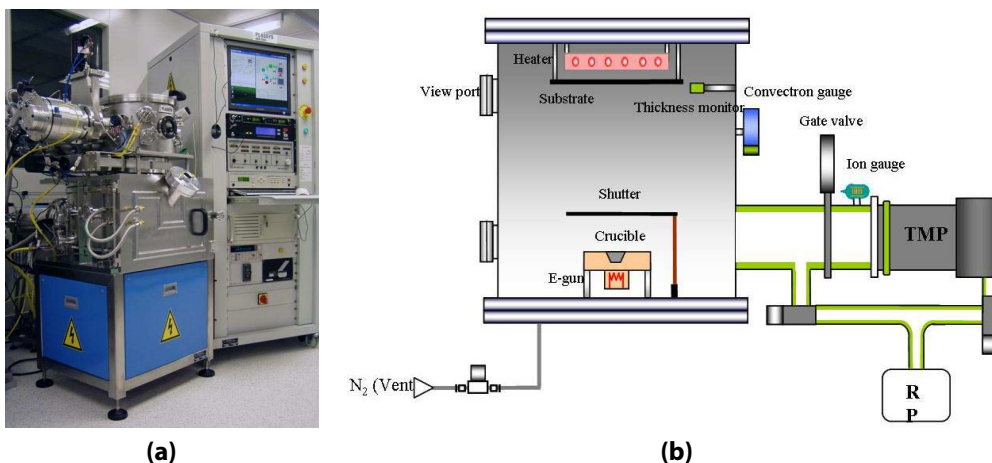 PLASSYS
Heater
View port
Substrate
Thickness monitor
Convectron gauge
Gate valve
Ion gauge
Shutter
Crucible
E-gun
TMP
N₂ (Vent
R
P
(a)
(b)